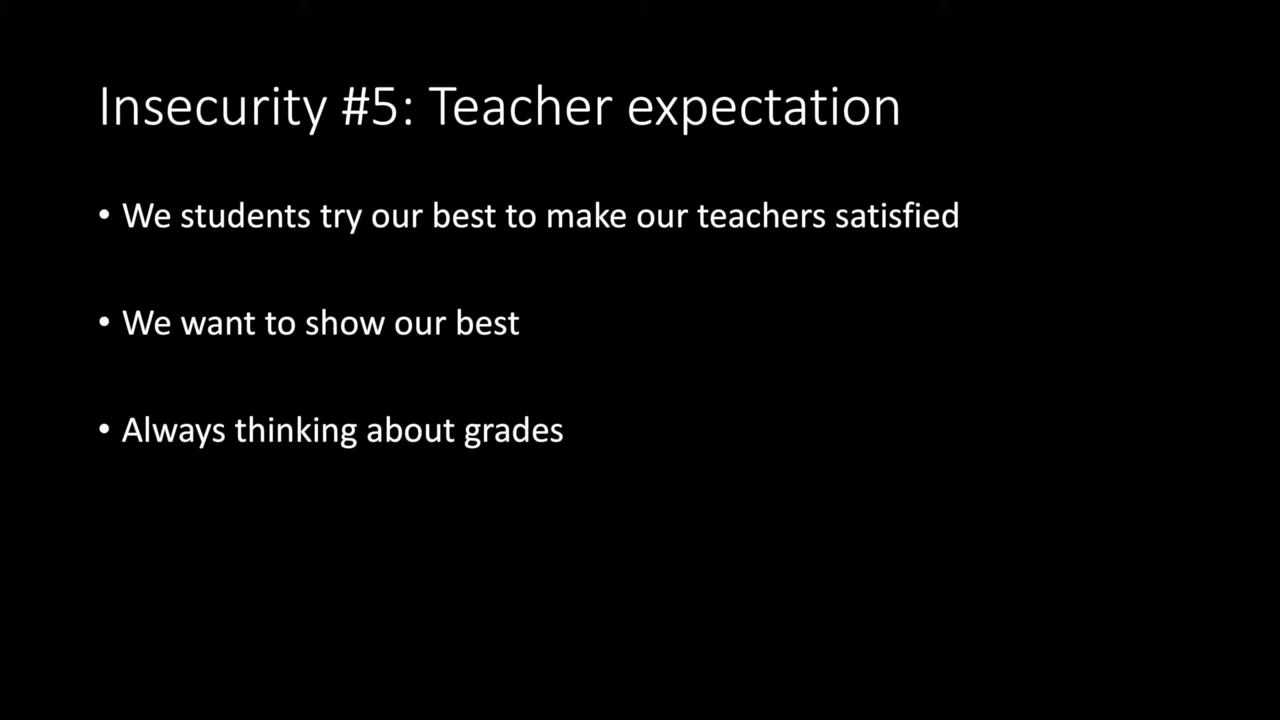 Insecurity #5: Teacher expectation
• We students try our best to make our teachers satisfied
• We want to show our best
• Always thinking about grades